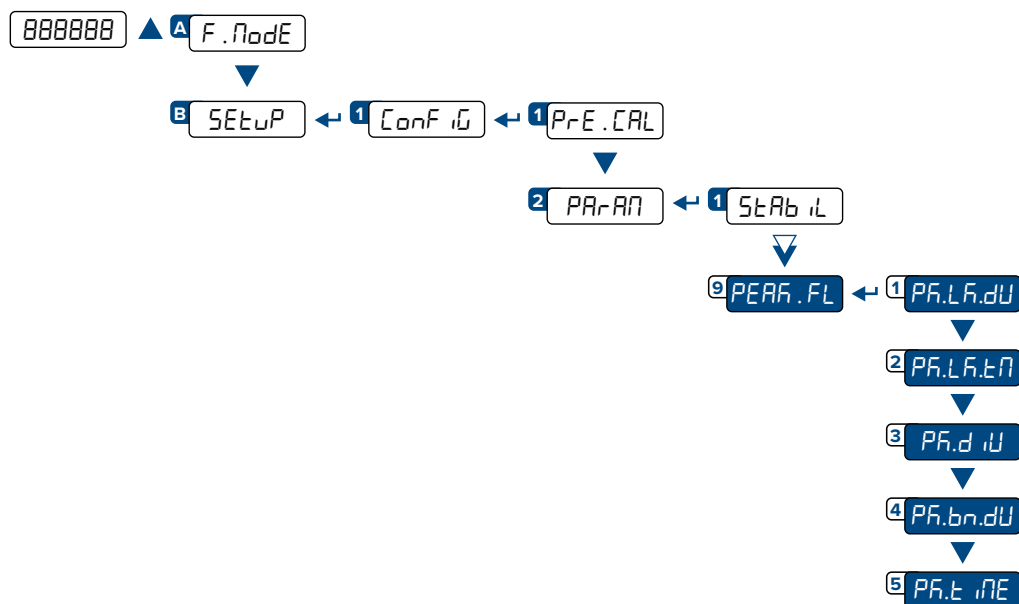 888888 A F.ModE
B SEtuP 1 ConFiG 1 PrE.CAL
2 PArAM 1 StAbiL
9 PEAK.FL 1 PK.LK.dU
2 PK.LK.tM
3 PK.diU
4 PK.bn.dU
5 PK.tiME